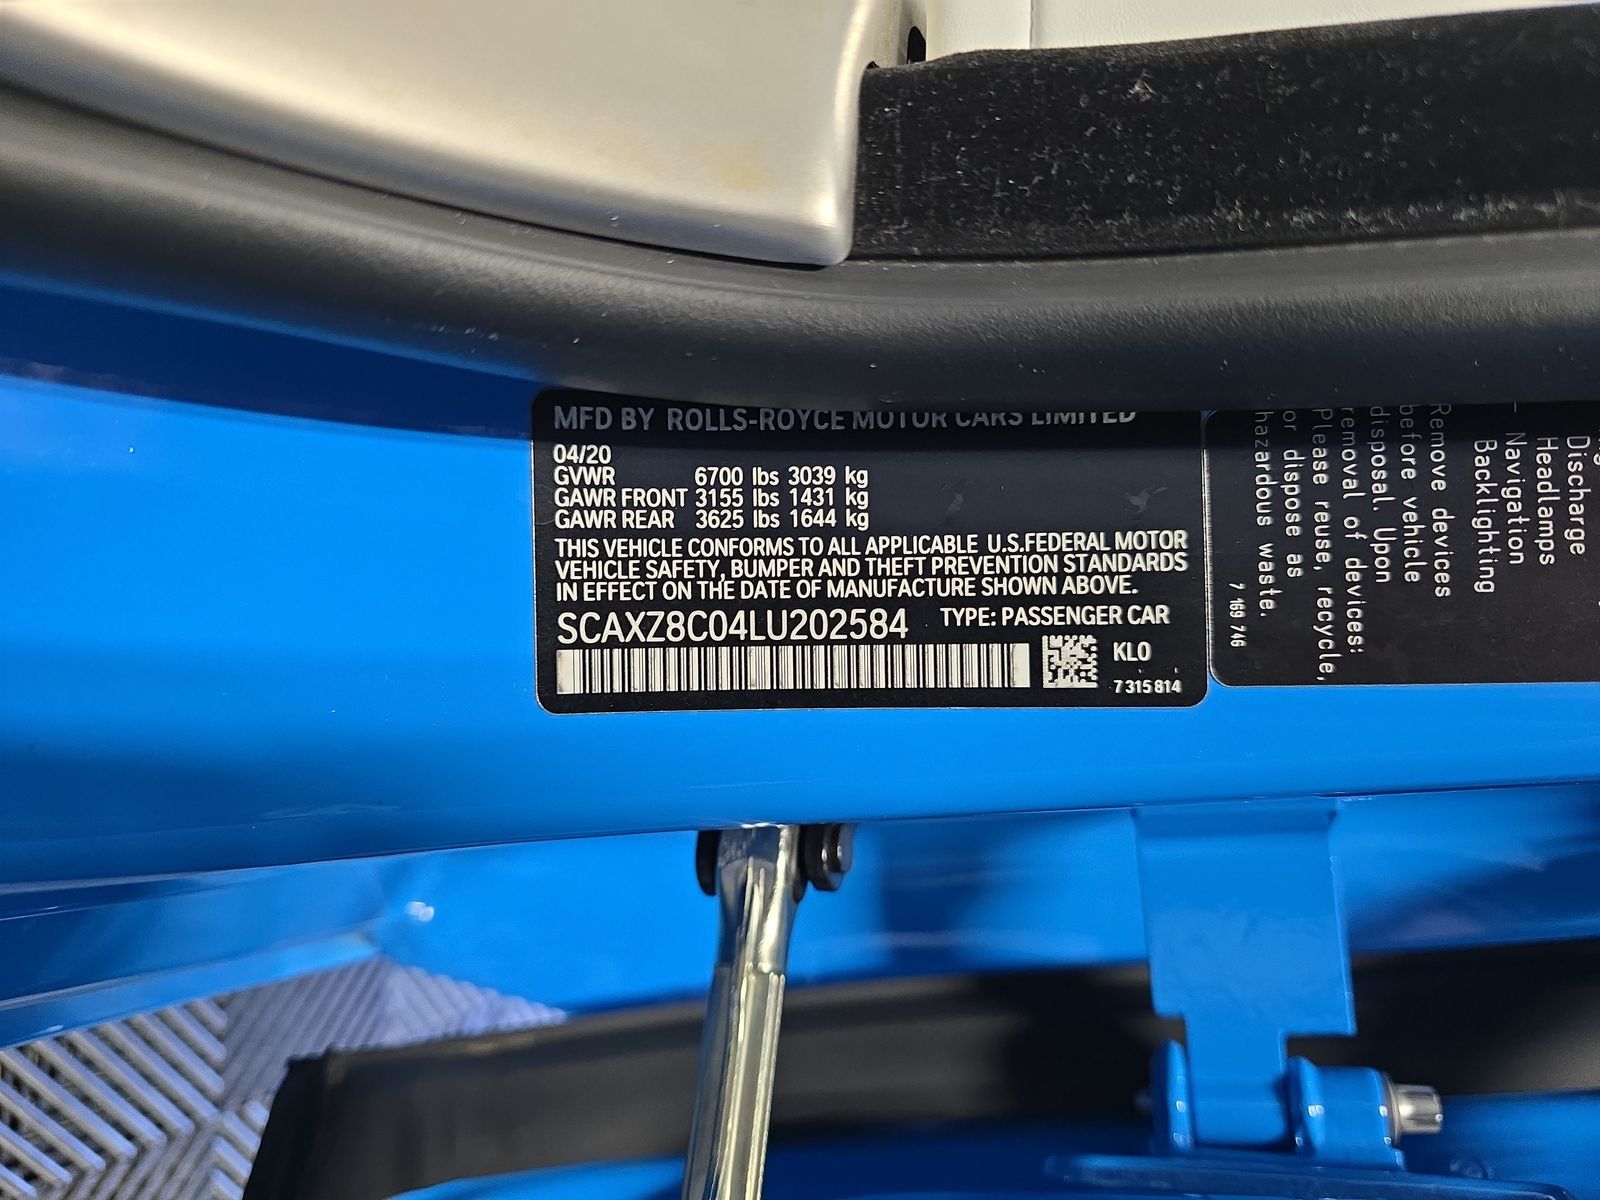 MFD BY ROLLS-ROYCE MOTOR CARS LIMITED
04/20
GVWR 6700 lbs 3039 kg
GAWR FRONT 3155 lbs 1431 kg
GAWR REAR 3625 lbs 1644 kg
THIS VEHICLE CONFORMS TO ALL APPLICABLE U.S.FEDERAL MOTOR
VEHICLE SAFETY, BUMPER AND THEFT PREVENTION STANDARDS
IN EFFECT ON THE DATE OF MANUFACTURE SHOWN ABOVE.
SCAXZ8C04LU202584 TYPE: PASSENGER CAR
KL0
7 315 814
Discharge
Headlamps
– Navigation
Backlighting
Remove devices
before vehicle
disposal. Upon
removal of devices:
Please reuse, recycle,
or dispose as
hazardous waste.
7 169 746